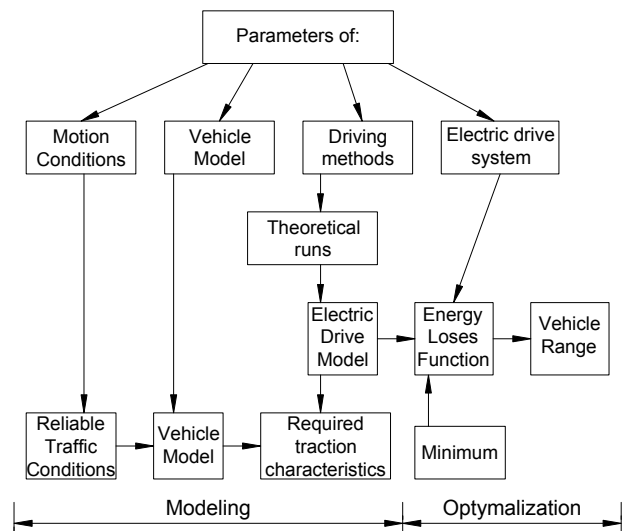 Parameters of:
Motion
Conditions
Vehicle
Model
Driving
methods
Electric drive
system
Theoretical
runs
Electric
Drive
Model
Energy
Loses
Function
Vehicle
Range
Reliable
Traffic
Conditions
Vehicle
Model
Required
traction
characteristics
Minimum
Modeling
Optymalization